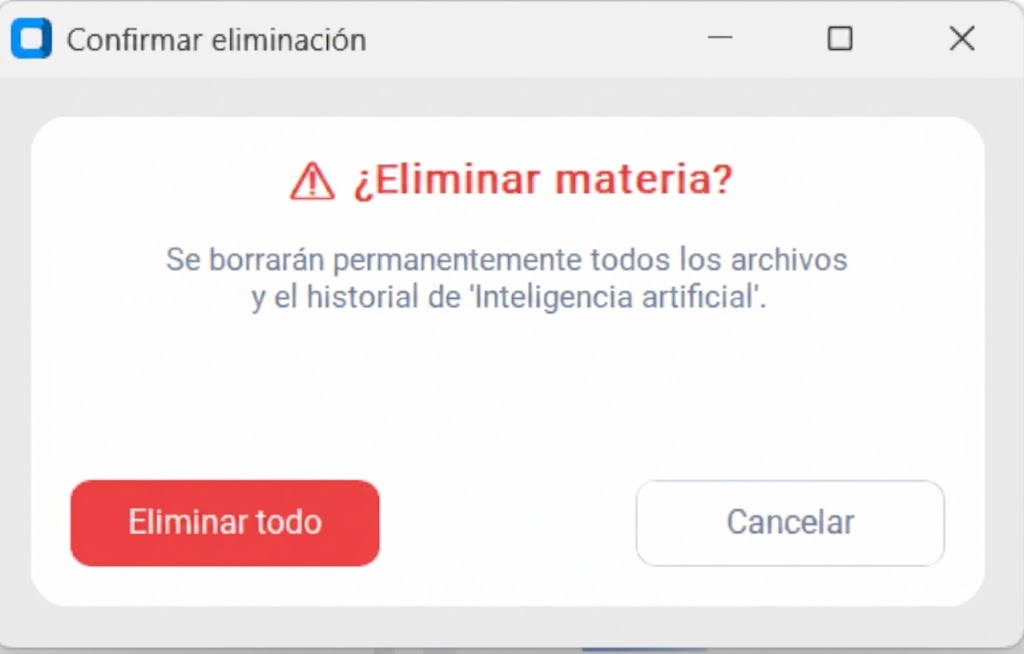 Confirmar eliminación
¿Eliminar materia?
Se borrarán permanentemente todos los archivos
y el historial de 'Inteligencia artificial'.
Eliminar todo
Cancelar